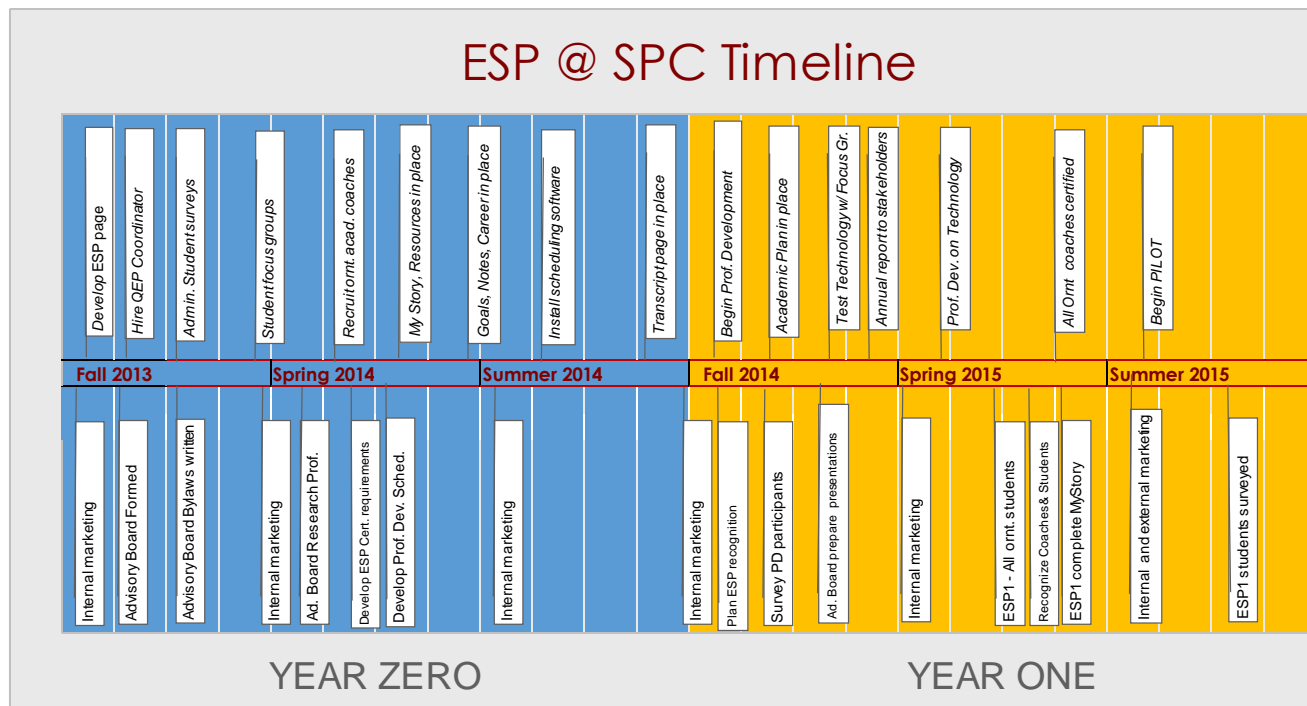 ESP @ SPC Timeline
Develop ESP page
Hire QEP Coordinator
Admin. Student surveys
Student focus groups
Recruit ornt. acad. coaches
My Story, Resources in place
Goals, Notes, Career in place
Install scheduling software
Transcript page in place
Begin Prof. Development
Academic Plan in place
Test Technology w/ Focus Gr.
Annual report to stakeholders
Prof. Dev. on Technology
All Ornt coaches certified
Begin PILOT
Fall 2013
Spring 2014
Summer 2014
Fall 2014
Spring 2015
Summer 2015
Internal marketing
Advisory Board Formed
Advisory Board Bylaws written
Internal marketing
Ad. Board Research Prof.
Develop ESP Cert. requirements
Develop Prof. Dev. Sched.
Internal marketing
Internal marketing
Plan ESP recognition
Survey PD participants
Ad. Board prepare presentations
Internal marketing
ESP1 - All ornt. students
Recognize Coaches & Students
ESP1 complete MyStory
Internal and external marketing
ESP1 students surveyed
YEAR ZERO
YEAR ONE